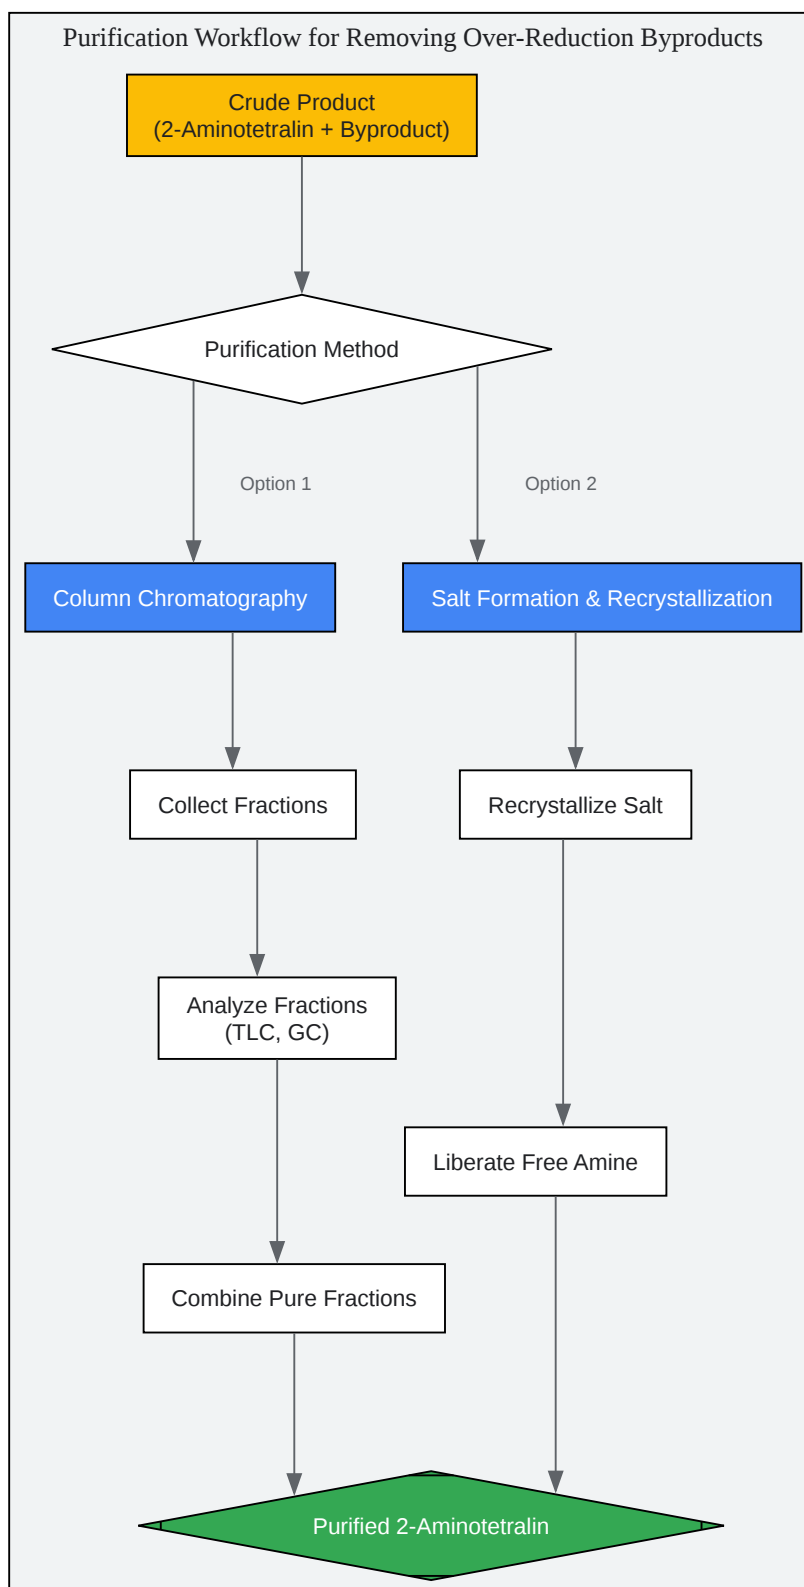 Purification Workflow for Removing Over-Reduction Byproducts
Crude Product
(2-Aminotetralin + Byproduct)
Purification Method
Option 1
Option 2
Column Chromatography
Salt Formation & Recrystallization
Collect Fractions
Recrystallize Salt
Analyze Fractions
(TLC, GC)
Liberate Free Amine
Combine Pure Fractions
Purified 2-Aminotetralin